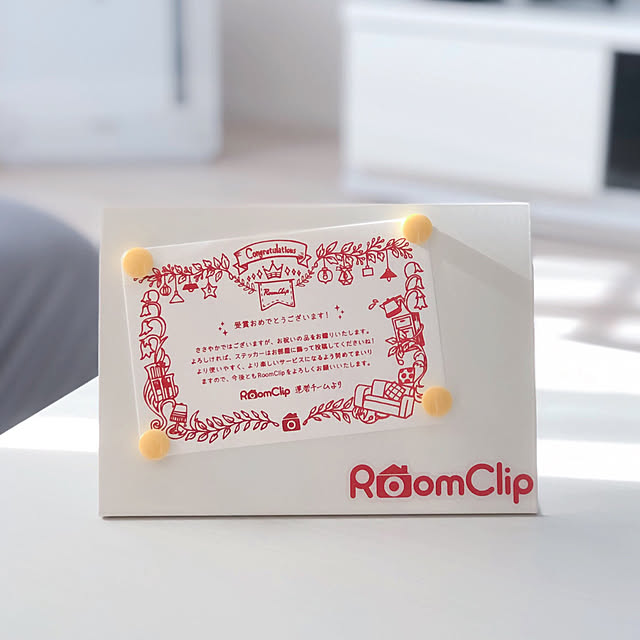 Congratulations
RoomClip
受賞おめでとうございます!
ささやかではございますが、お祝いの品をお贈りいたします。
よろしければ、ステッカーはお部屋に飾って投稿してくださいね!
より使いやすく、より楽しいサービスになるよう努めてまいり
ますので、今後ともRoomClipをよろしくお願いいたします。
RoomClip 運営チームより
RoomClip